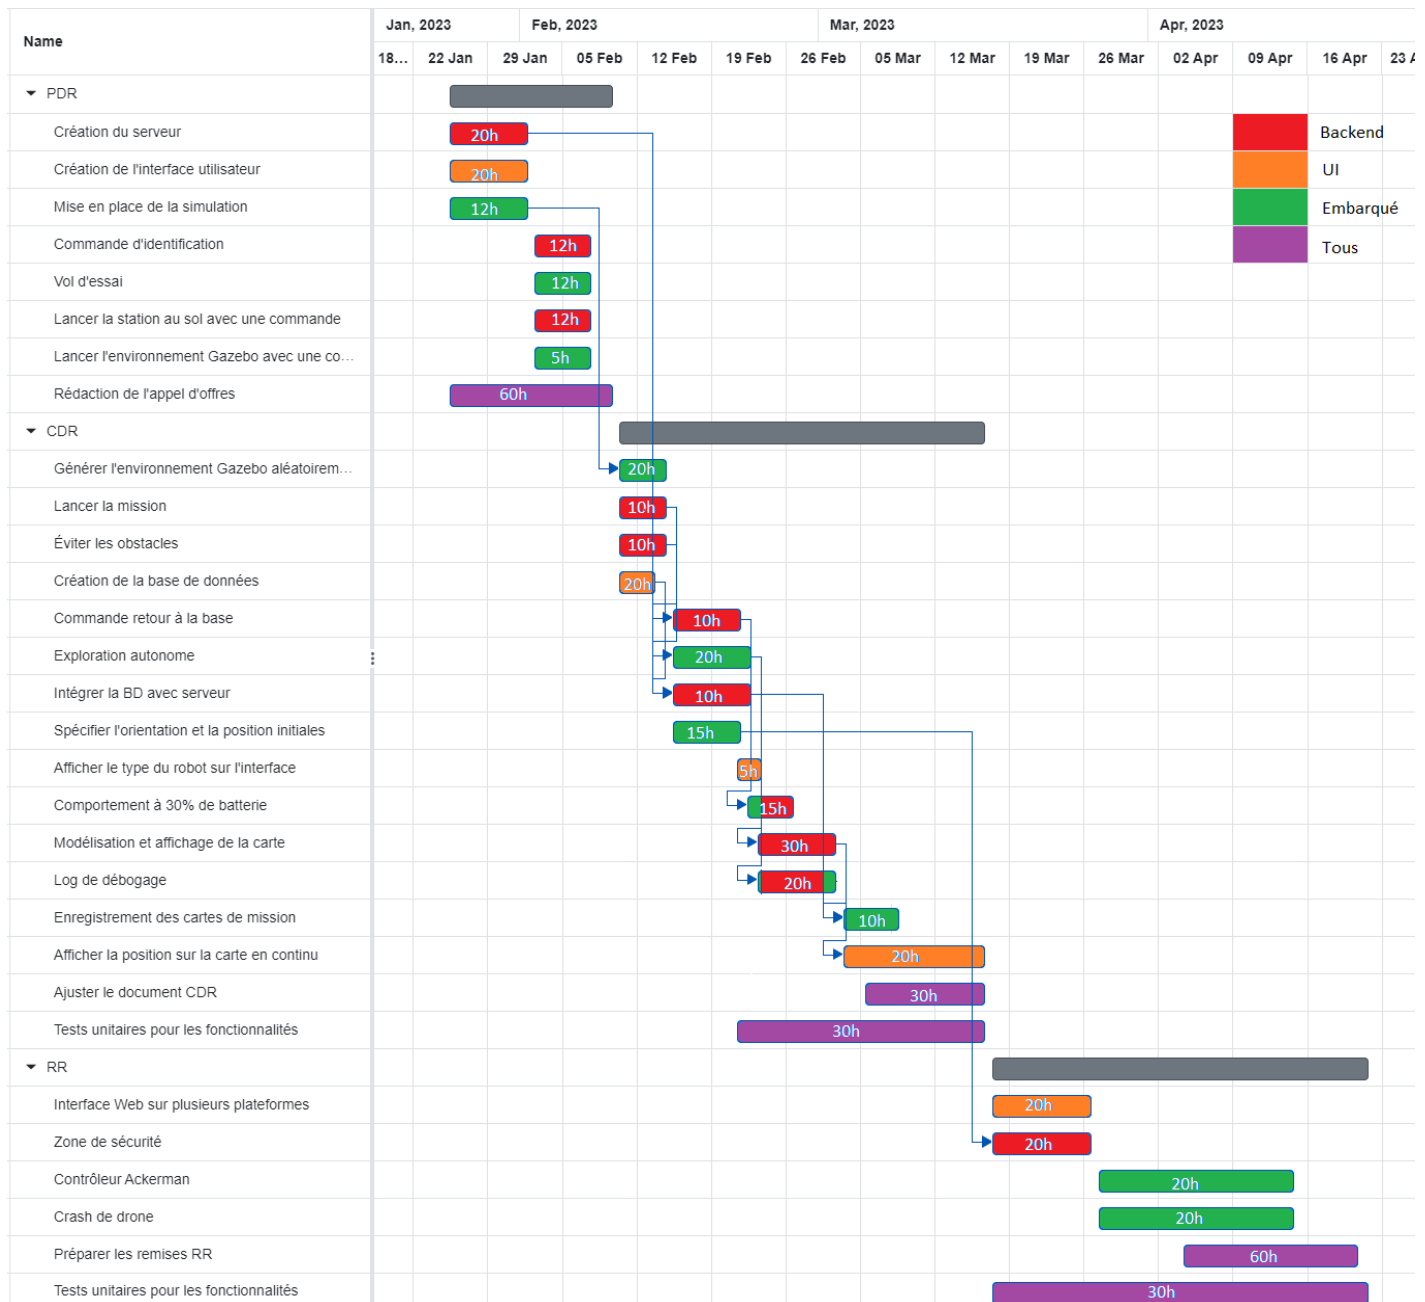 Name
Jan, 2023 Feb, 2023 Mar, 2023 Apr, 2023
18... 22 Jan 29 Jan 05 Feb 12 Feb 19 Feb 26 Feb 05 Mar 12 Mar 19 Mar 26 Mar 02 Apr 09 Apr 16 Apr 23 A
PDR
Création du serveur 20h Backend
Création de l'interface utilisateur 20h UI
Mise en place de la simulation 12h Embarqué
Commande d'identification 12h Tous
Vol d'essai 12h
Lancer la station au sol avec une commande 12h
Lancer l'environnement Gazebo avec une co... 5h
Rédaction de l'appel d'offres 60h
CDR
Générer l'environnement Gazebo aléatoirem... 20h
Lancer la mission 10h
Éviter les obstacles 10h
Création de la base de données 20h
Commande retour à la base 10h
Exploration autonome 20h
Intégrer la BD avec serveur 10h
Spécifier l'orientation et la position initiales 15h
Afficher le type du robot sur l'interface 5h
Comportement à 30% de batterie 15h
Modélisation et affichage de la carte 30h
Log de débogage 20h
Enregistrement des cartes de mission 10h
Afficher la position sur la carte en continu 20h
Ajuster le document CDR 30h
Tests unitaires pour les fonctionnalités 30h
RR
Interface Web sur plusieurs plateformes 20h
Zone de sécurité 20h
Contrôleur Ackerman 20h
Crash de drone 20h
Préparer les remises RR 60h
Tests unitaires pour les fonctionnalités 30h